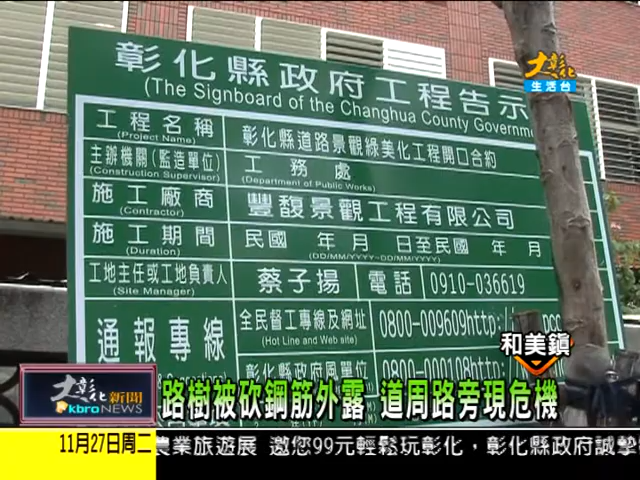 大彰化
生活台
彰化縣政府工程告示
(The Signboard of the Changhua County Governme
工程名稱
(Project Name)
彰化縣道路景觀綠美化工程開口合約
主辦機關(監造單位)
(Construction Supervisor)
工務處
(Department of Public Works)
施工廠商
(Contractor)
豐馥景觀工程有限公司
施工期間
(Duration)
民國 年 月 日至民國 年 月
(DD/MM/YYYY~DD/MM/YYYY)
工地主任或工地負責人
(Site Manager)
蔡子揚
電話
0910-036619
通報專線
全民督工專線及網址
(Hot Line and Web site)
0800-009609http:/
彰化縣政府風單位
0800-000108http:/
和美鎮
大彰化新聞
kbro NEWS
路樹被砍鋼筋外露 道周路旁現危機
11月27日周二
農業旅遊展 邀您99元輕鬆玩彰化，彰化縣政府誠摯